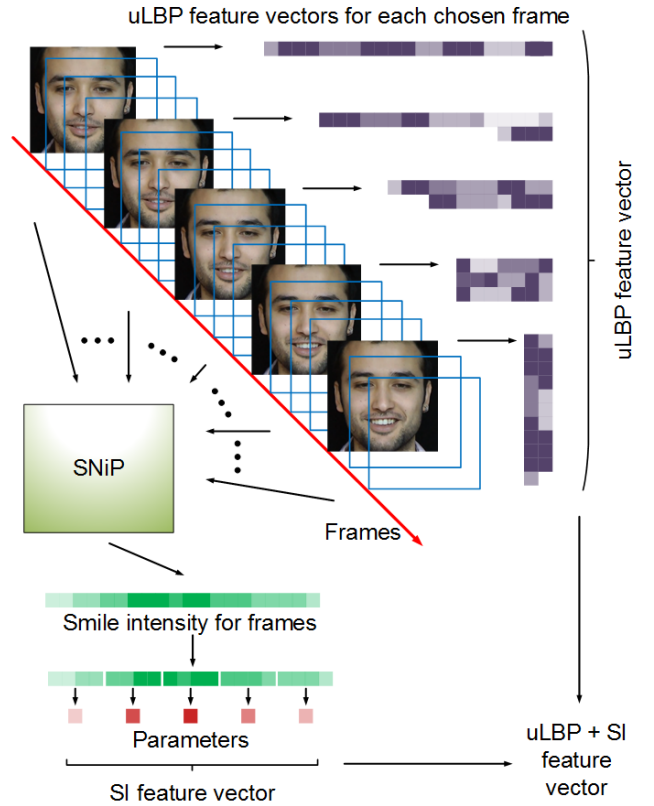 uLBP feature vectors for each chosen frame
uLBP feature vector
SNiP
Frames
Smile intensity for frames
Parameters
SI feature vector
uLBP + SI
feature
vector